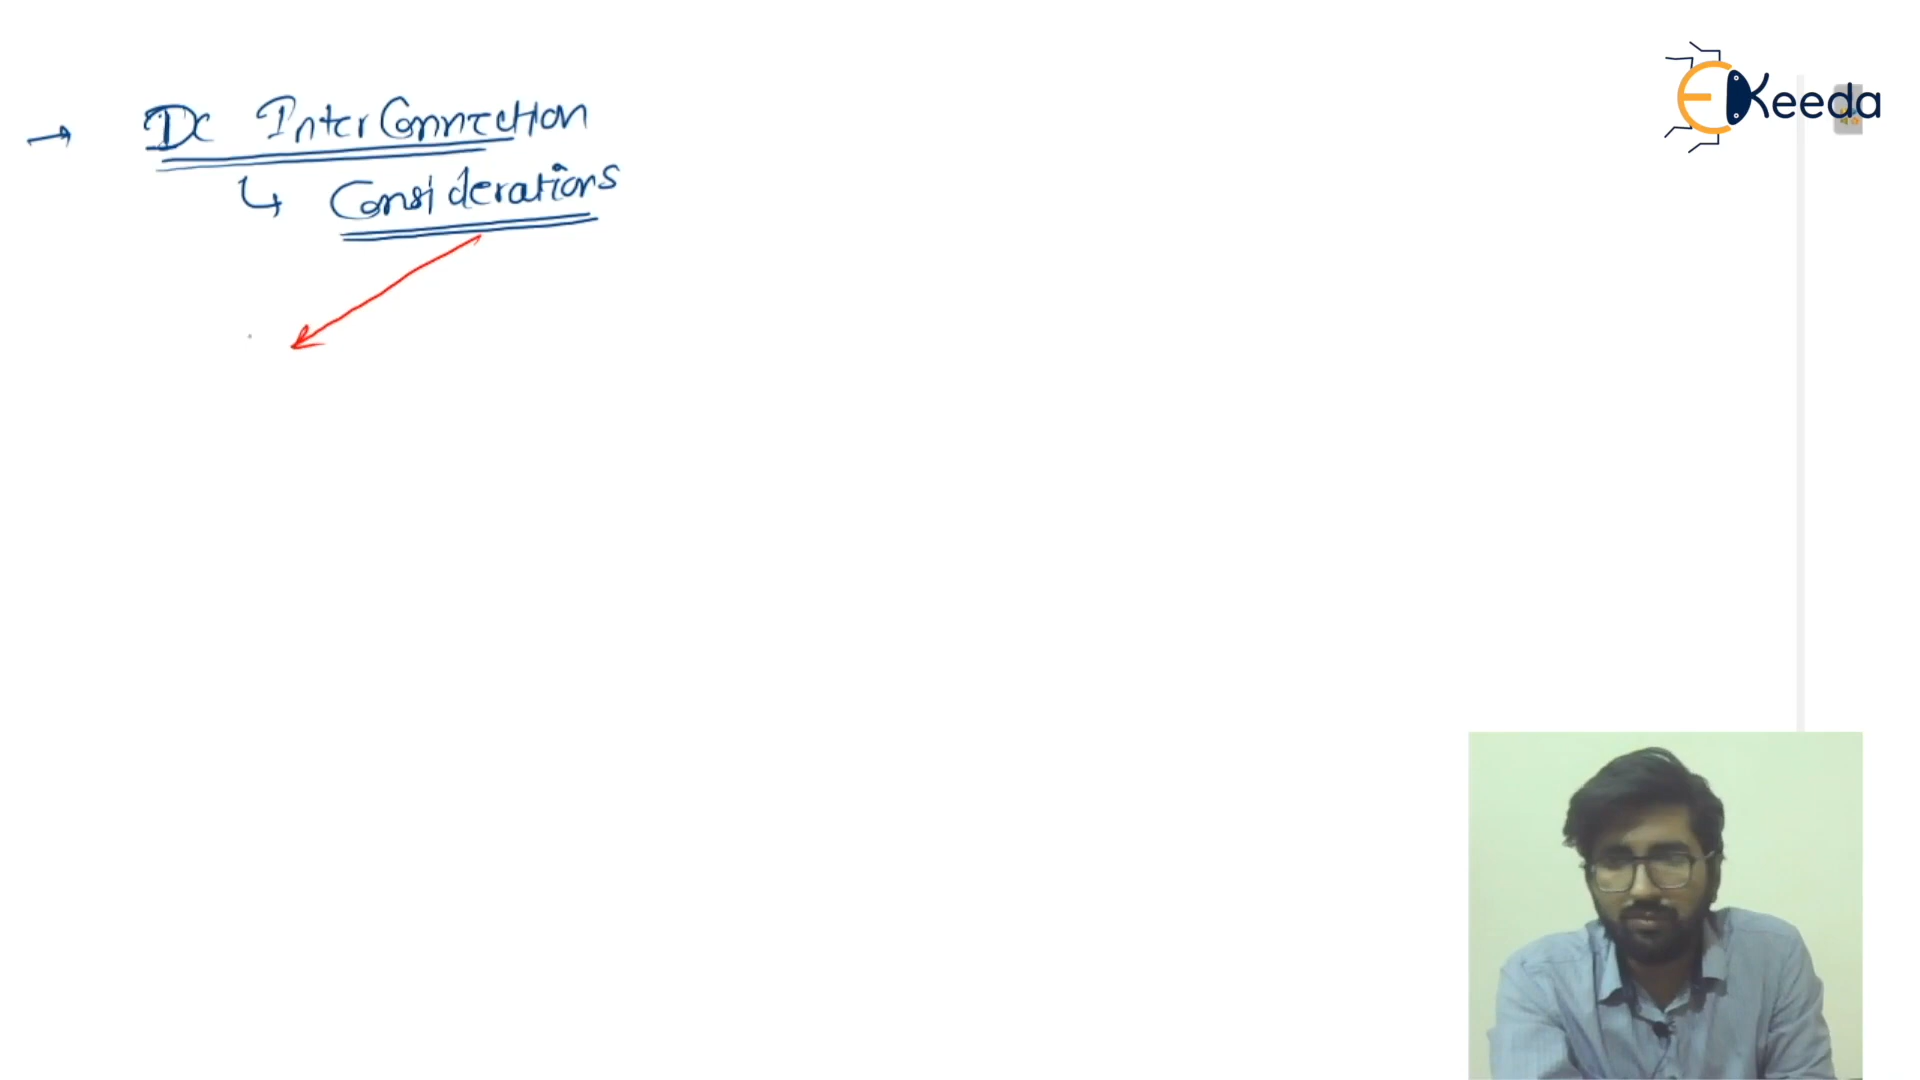 → DC InterConnection
↳ Considerations
EKeeda